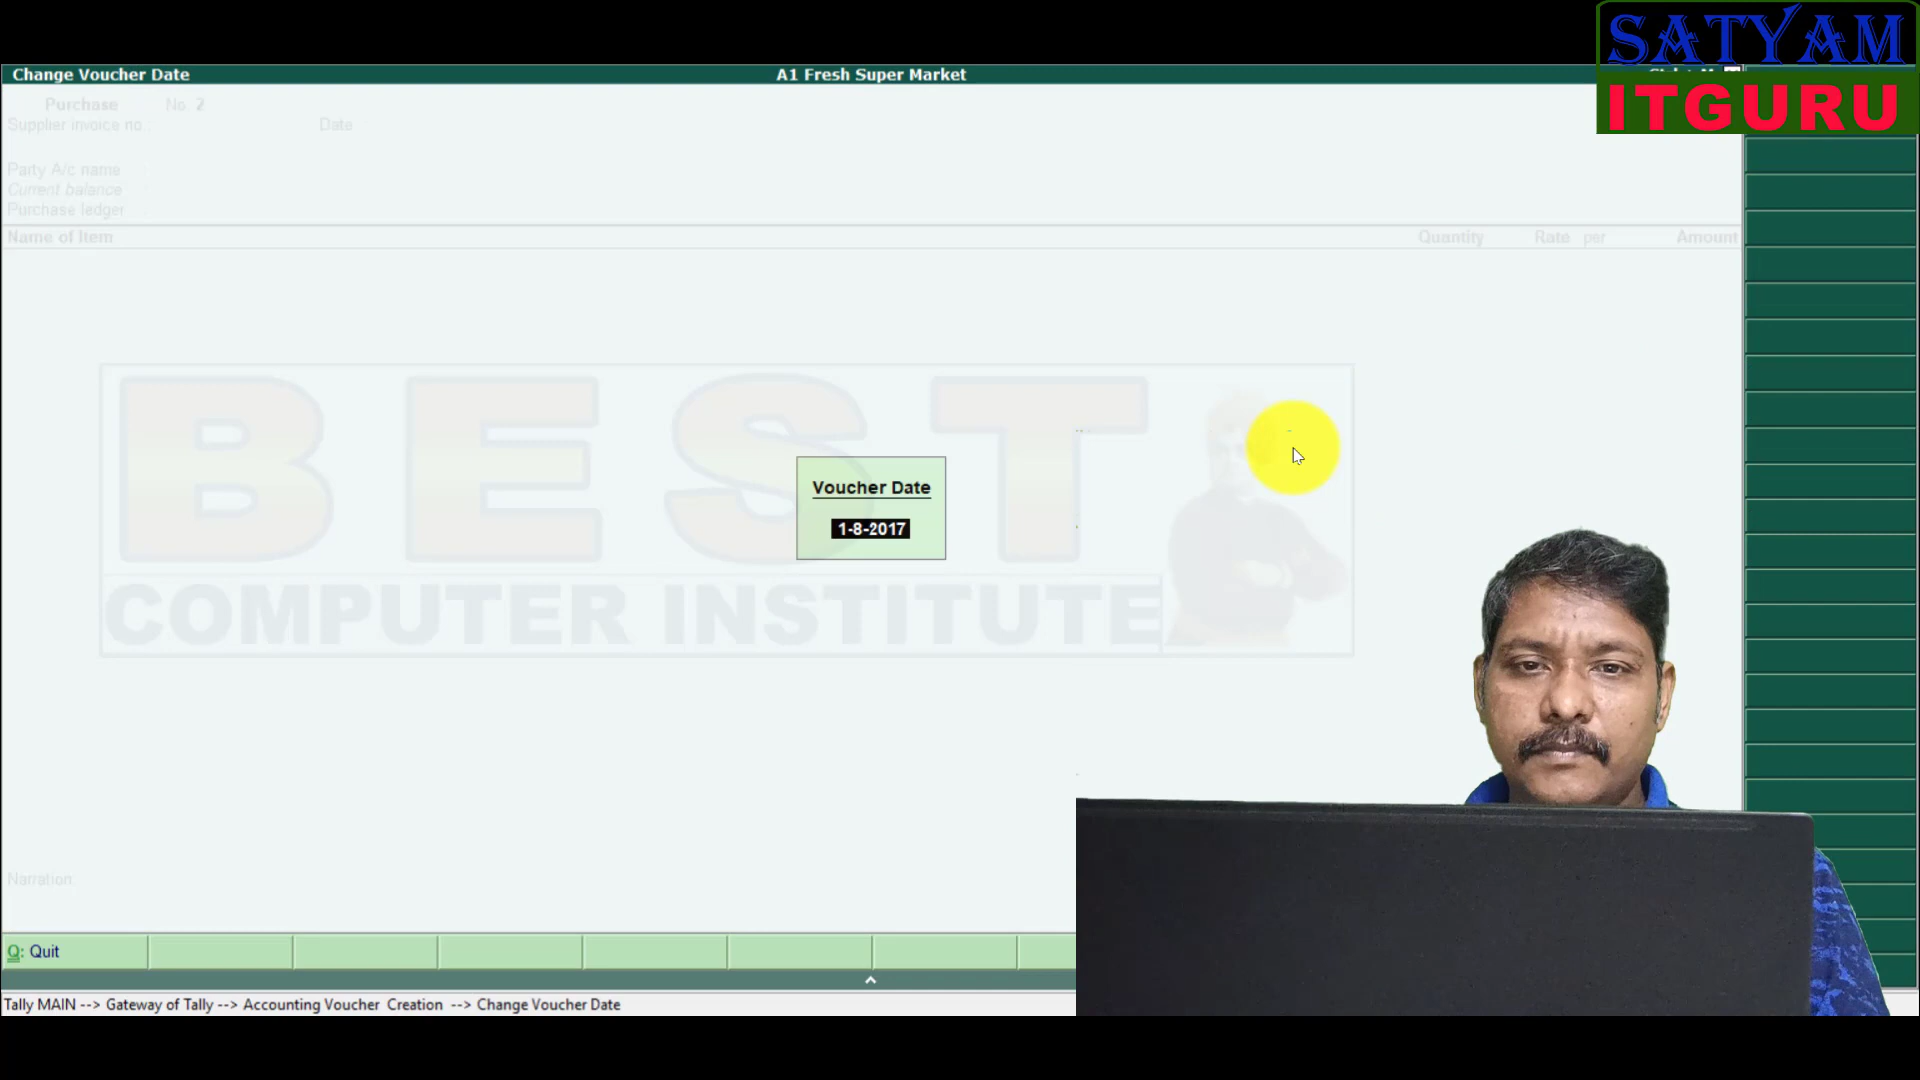 SATYAM
ITGURU
Change Voucher Date
A1 Fresh Super Market
Purchase No. 2
Supplier invoice no.: Date
Party A/c name :
Current balance :
Purchase ledger :
Name of Item Quantity Rate per Amount
BEST
COMPUTER INSTITUTE
Voucher Date
1-8-2017
Narration:
Q: Quit
Tally MAIN --> Gateway of Tally --> Accounting Voucher Creation --> Change Voucher Date